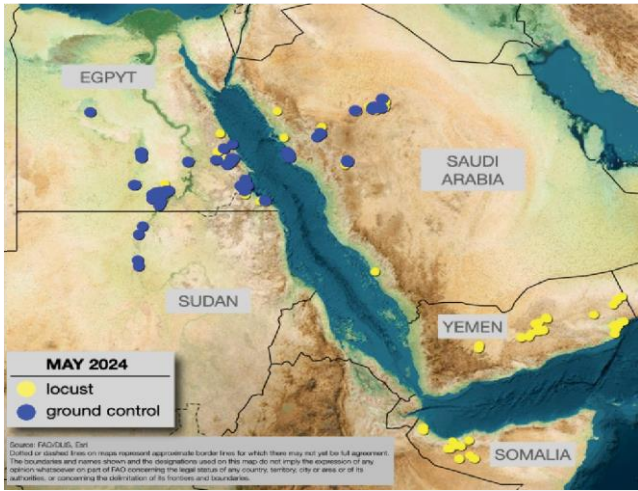 EGPYT
SAUDI
ARABIA
SUDAN
YEMEN
MAY 2024
locust
ground control
SOMALIA
Source: FAO/DLIS, Esri
Dotted or dashed lines on maps represent approximate border lines for which there may not yet be full agreement.
The boundaries and names shown and the designations used on this map do not imply the expression of any
opinion whatsoever on part of FAO concerning the legal status of any country, territory, city or area or of its
authorities, or concerning the delimitation of its frontiers and boundaries.